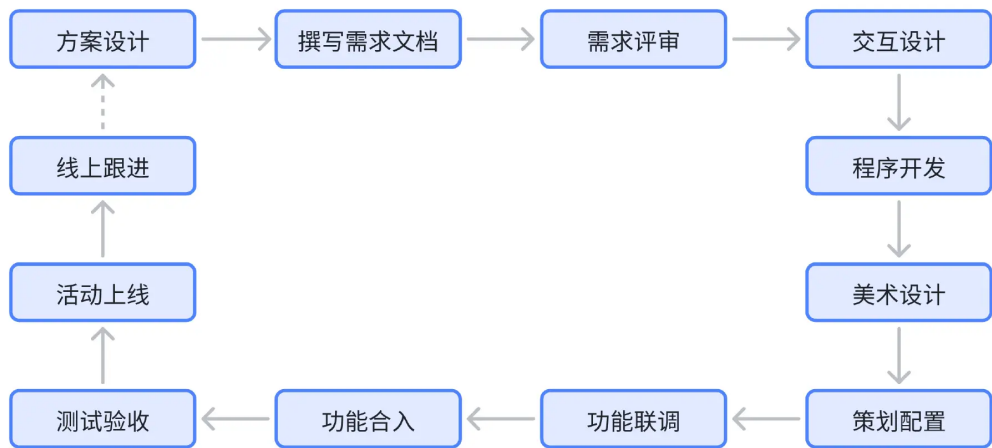 方案设计
撰写需求文档
需求评审
交互设计
程序开发
美术设计
策划配置
功能联调
功能合入
测试验收
活动上线
线上跟进